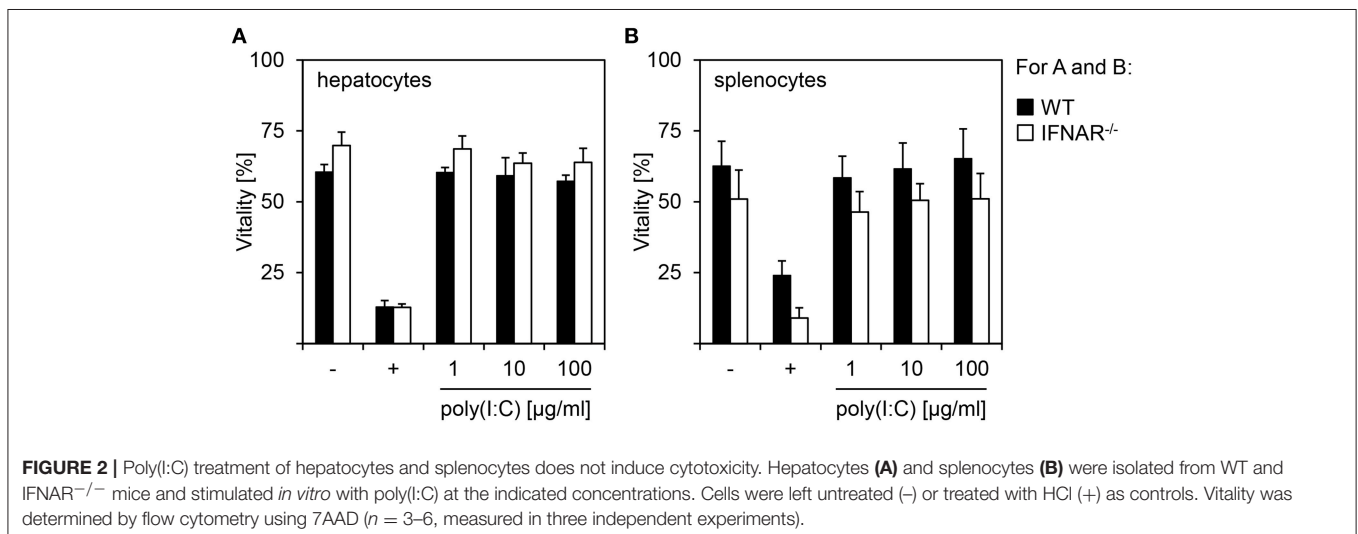 A
B
100
75
50
25
Vitality [%]
hepatocytes
- + 1 10 100
poly(I:C) [µg/ml]
100
75
50
25
Vitality [%]
splenocytes
- + 1 10 100
poly(I:C) [µg/ml]
For A and B:
WT
IFNAR-/-
FIGURE 2 | Poly(I:C) treatment of hepatocytes and splenocytes does not induce cytotoxicity. Hepatocytes (A) and splenocytes (B) were isolated from WT and
IFNAR−/− mice and stimulated in vitro with poly(I:C) at the indicated concentrations. Cells were left untreated (–) or treated with HCl (+) as controls. Vitality was
determined by flow cytometry using 7AAD (n = 3–6, measured in three independent experiments).